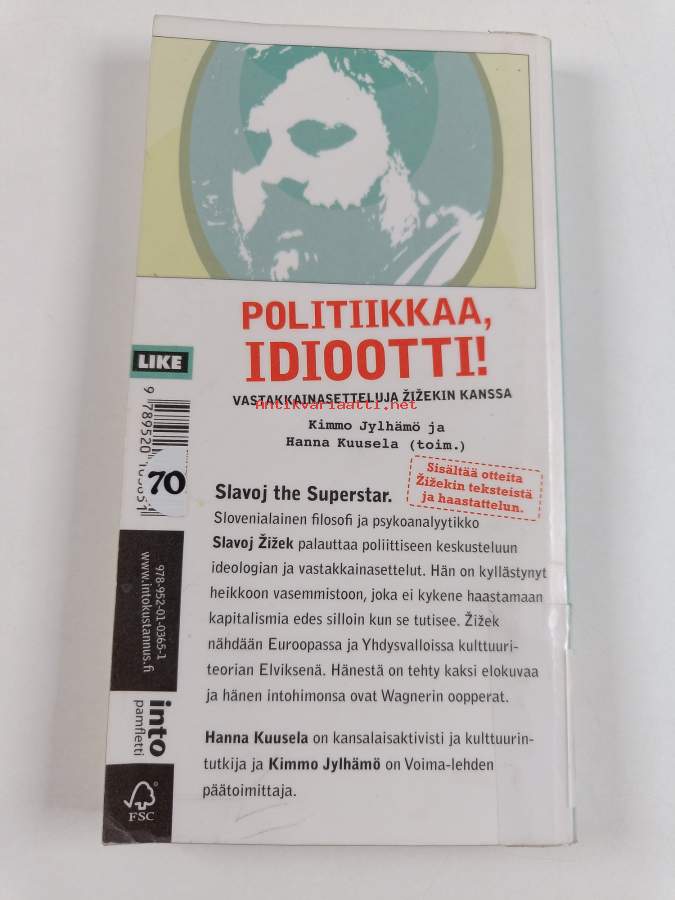 POLITIIKKAA,
IDIOOTTI!
VASTAKKAINASETTELUJA ŽIŽEKIN KANSSA
Antikvariaatti.net
Kimmo Jylhämö ja
Hanna Kuusela (toim.)
Sisältää otteita
Žižekin teksteistä
ja haastattelun.
Slavoj the Superstar.
Slovenialainen filosofi ja psykoanalyytikko
Slavoj Žižek palauttaa poliittiseen keskusteluun
ideologian ja vastakkainasettelut. Hän on kyllästynyt
heikkoon vasemmistoon, joka ei kykene haastamaan
kapitalismia edes silloin kun se tutisee. Žižek
nähdään Euroopassa ja Yhdysvalloissa kulttuuri-
teorian Elviksenä. Hänestä on tehty kaksi elokuvaa
ja hänen intohimonsa ovat Wagnerin oopperat.
Hanna Kuusela on kansalaisaktivisti ja kulttuurin-
tutkija ja Kimmo Jylhämö on Voima-lehden
päätoimittaja.
LIKE
9 789520
70
978-952-01-0365-1
www.intokustannus.fi
into
pamfletti
FSC